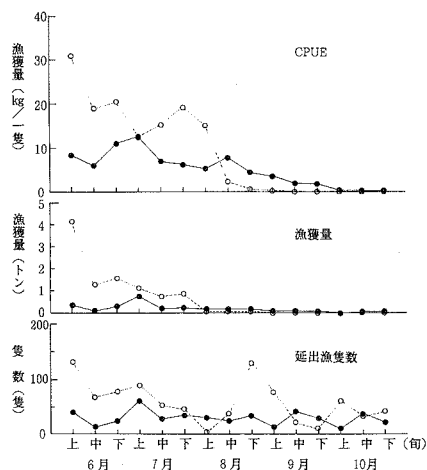 CPUE
漁獲量（kg／一隻）
40
30
20
10
0
漁獲量
漁獲量（トン）
5
4
3
2
1
0
延出漁隻数
隻数（隻）
200
100
0
上 中 下 上 中 下 上 中 下 上 中 下 上 中 下 (旬)
6月 7月 8月 9月 10月